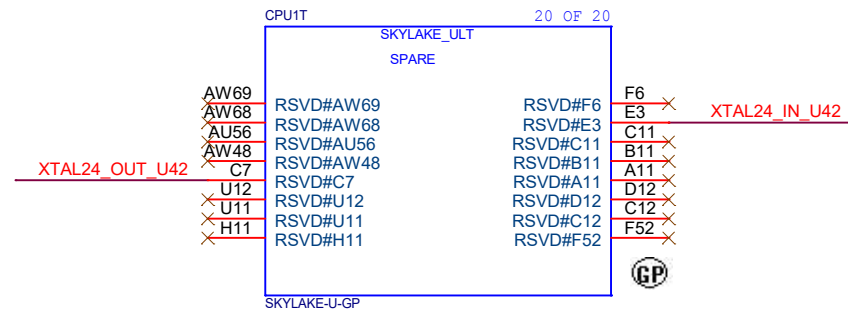 CPU1T 20 OF 20
SKYLAKE_ULT
SPARE
AW69 RSVD#AW69 RSVD#F6 F6
AW68 RSVD#AW68 RSVD#E3 E3 XTAL24_IN_U42
AU56 RSVD#AU56 RSVD#C11 C11
AW48 RSVD#AW48 RSVD#B11 B11
XTAL24_OUT_U42 C7 RSVD#C7 RSVD#A11 A11
U12 RSVD#U12 RSVD#D12 D12
U11 RSVD#U11 RSVD#C12 C12
H11 RSVD#H11 RSVD#F52 F52
GP
SKYLAKE-U-GP